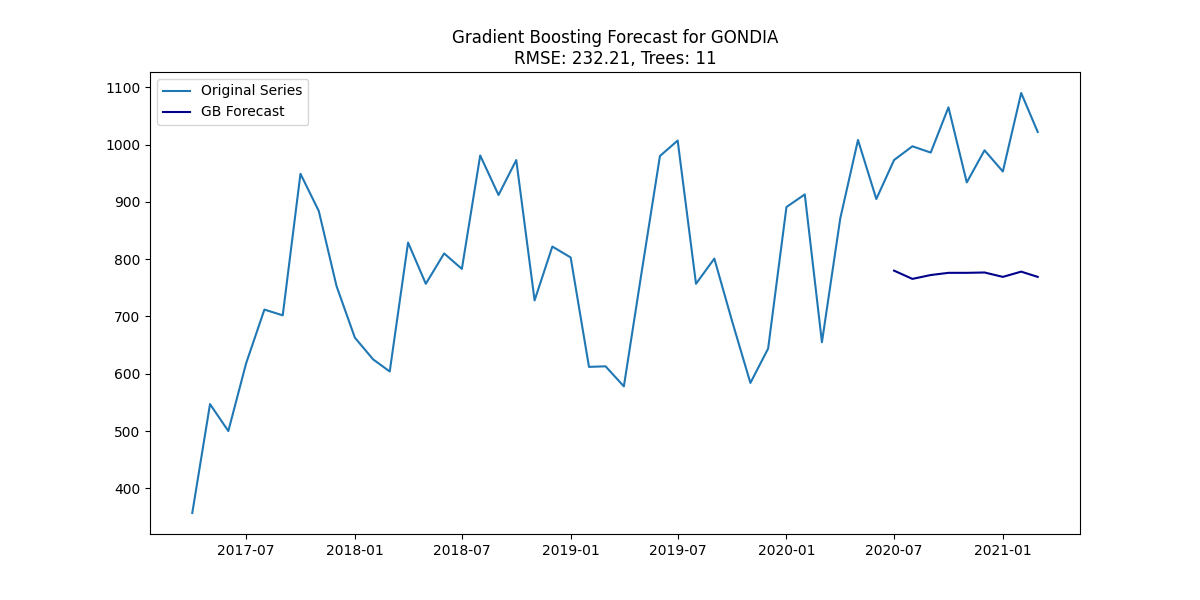 Gradient Boosting Forecast for GONDIA
RMSE: 232.21, Trees: 11
Original Series
GB Forecast
1100
1000
900
800
700
600
500
400
2017-07 2018-01 2018-07 2019-01 2019-07 2020-01 2020-07 2021-01